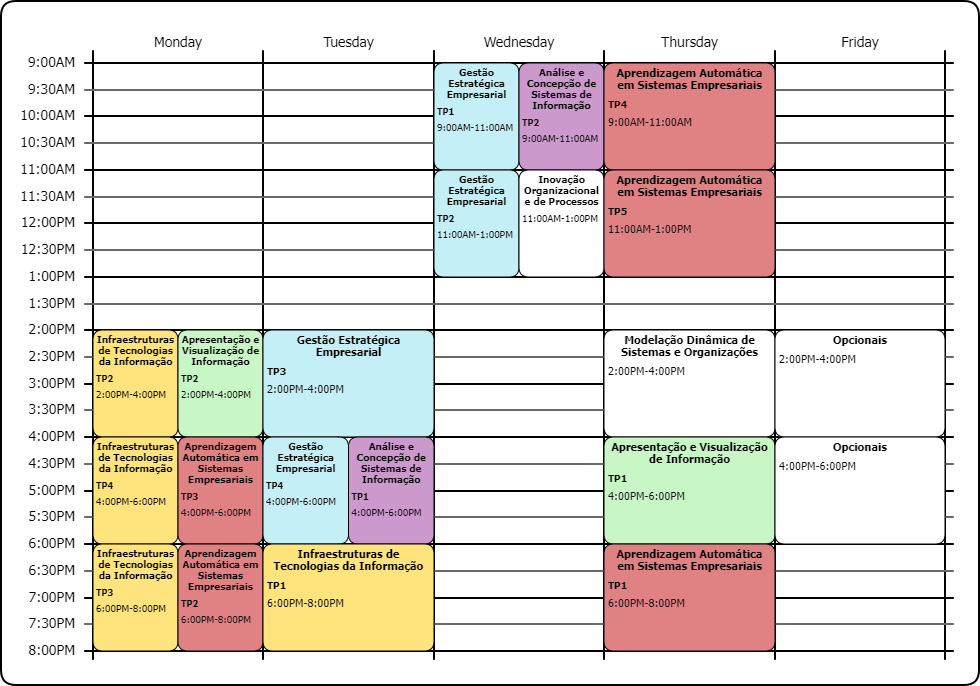 Monday
Tuesday
Wednesday
Thursday
Friday
9:00AM
9:30AM
10:00AM
10:30AM
11:00AM
11:30AM
12:00PM
12:30PM
1:00PM
1:30PM
2:00PM
2:30PM
3:00PM
3:30PM
4:00PM
4:30PM
5:00PM
5:30PM
6:00PM
6:30PM
7:00PM
7:30PM
8:00PM
Infraestruturas
de Tecnologias
da Informação
TP2
2:00PM-4:00PM
Apresentação e
Visualização de
Informação
TP2
2:00PM-4:00PM
Infraestruturas
de Tecnologias
da Informação
TP4
4:00PM-6:00PM
Aprendizagem
Automática em
Sistemas
Empresariais
TP3
4:00PM-6:00PM
Infraestruturas
de Tecnologias
da Informação
TP3
6:00PM-8:00PM
Aprendizagem
Automática em
Sistemas
Empresariais
TP2
6:00PM-8:00PM
Gestão Estratégica
Empresarial
TP3
2:00PM-4:00PM
Gestão
Estratégica
Empresarial
TP4
4:00PM-6:00PM
Análise e
Concepção de
Sistemas de
Informação
TP1
4:00PM-6:00PM
Infraestruturas de
Tecnologias da Informação
TP1
6:00PM-8:00PM
Gestão
Estratégica
Empresarial
TP1
9:00AM-11:00AM
Análise e
Concepção de
Sistemas de
Informação
TP2
9:00AM-11:00AM
Gestão
Estratégica
Empresarial
TP2
11:00AM-1:00PM
Inovação
Organizacional
e de Processos
11:00AM-1:00PM
Aprendizagem Automática
em Sistemas Empresariais
TP4
9:00AM-11:00AM
Aprendizagem Automática
em Sistemas Empresariais
TP5
11:00AM-1:00PM
Modelação Dinâmica de
Sistemas e Organizações
2:00PM-4:00PM
Apresentação e Visualização
de Informação
TP1
4:00PM-6:00PM
Aprendizagem Automática
em Sistemas Empresariais
TP1
6:00PM-8:00PM
Opcionais
2:00PM-4:00PM
Opcionais
4:00PM-6:00PM